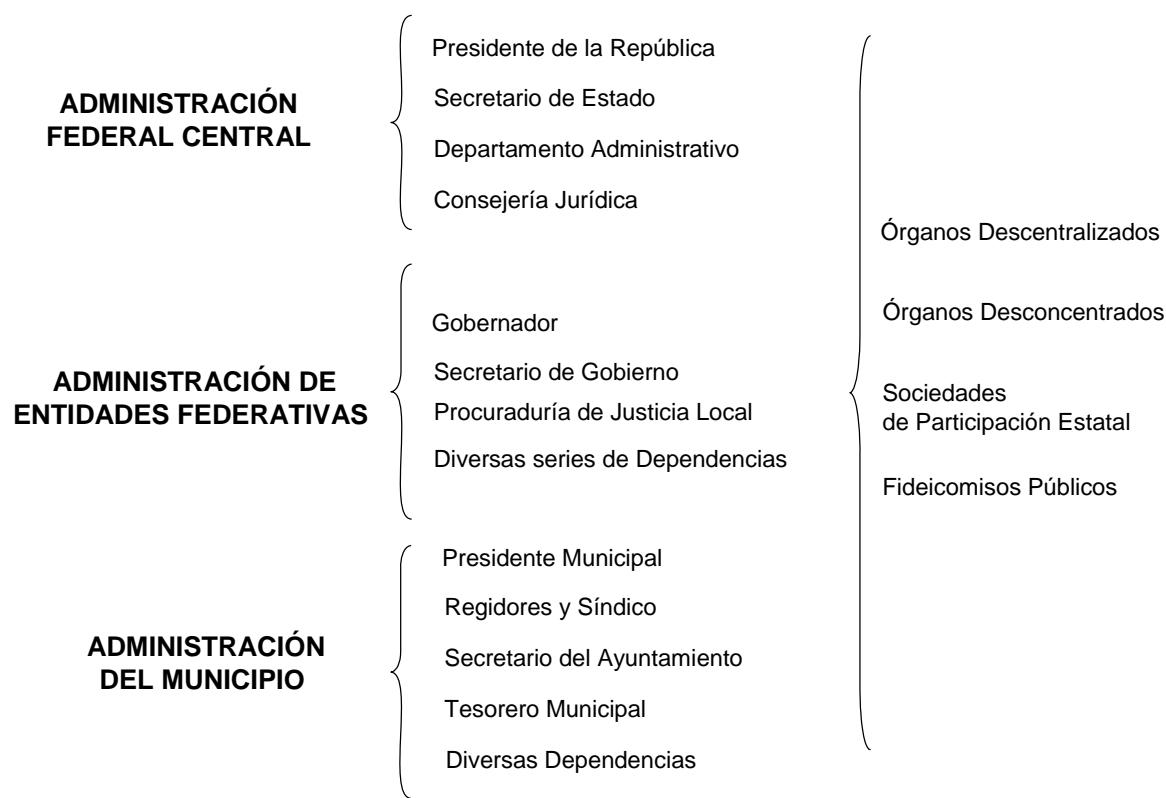 ADMINISTRACIÓN
FEDERAL CENTRAL
Presidente de la República
Secretario de Estado
Departamento Administrativo
Consejería Jurídica
ADMINISTRACIÓN DE
ENTIDADES FEDERATIVAS
Gobernador
Secretario de Gobierno
Procuraduría de Justicia Local
Diversas series de Dependencias
ADMINISTRACIÓN
DEL MUNICIPIO
Presidente Municipal
Regidores y Síndico
Secretario del Ayuntamiento
Tesorero Municipal
Diversas Dependencias
Órganos Descentralizados
Órganos Desconcentrados
Sociedades
de Participación Estatal
Fideicomisos Públicos